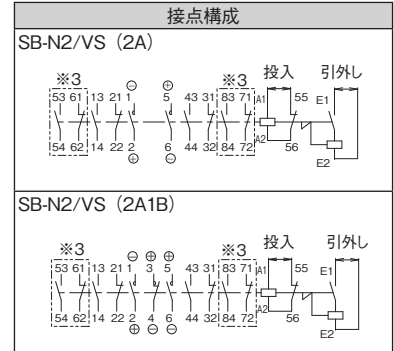 接点構成
SB-N2/VS（2A）
※3 ※3 投入 引外し
⊖ ⊕
53 61 13 21 1 5 43 31 83 71 A1 55 E1
54 62 14 22 2 6 44 32 84 72 A2 56 E2
⊕ ⊖
SB-N2/VS（2A1B）
※3 ※3 投入 引外し
⊖ ⊕ ⊕
53 61 13 21 1 3 5 43 31 83 71 A1 55 E1
54 62 14 22 2 4 6 44 32 84 72 A2 56 E2
⊕ ⊖ ⊖